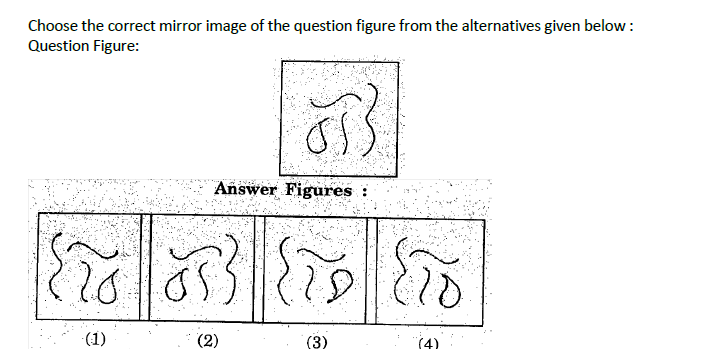 Choose the correct mirror image of the question figure from the alternatives given below :
Question Figure:
Answer Figures :
(1) (2) (3) (4)